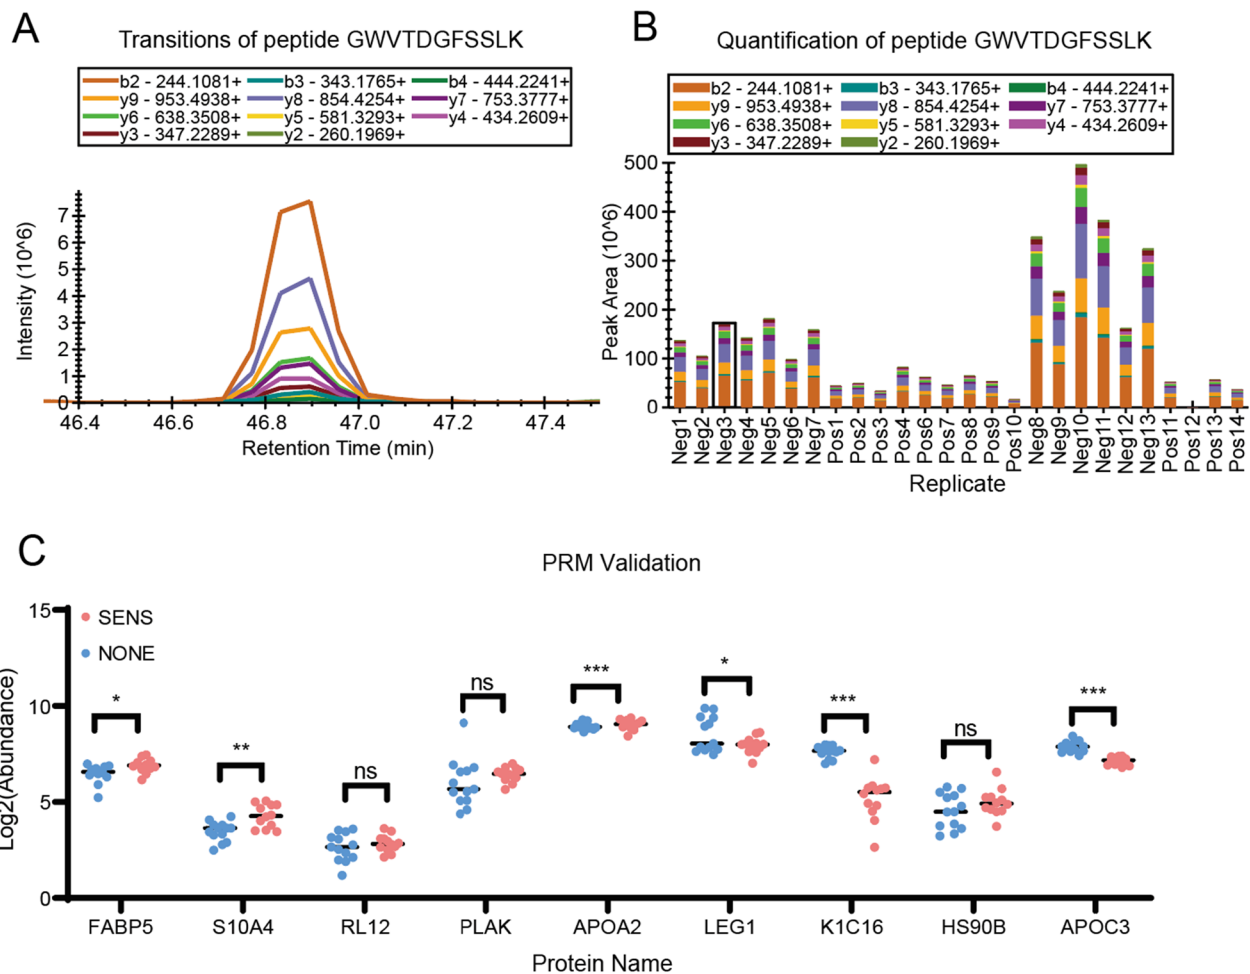 A
Transitions of peptide GWVTDGFSSLK
b2 - 244.1081+ b3 - 343.1765+ b4 - 444.2241+
y9 - 953.4938+ y8 - 854.4254+ y7 - 753.3777+
y6 - 638.3508+ y5 - 581.3293+ y4 - 434.2609+
y3 - 347.2289+ y2 - 260.1969+
Intensity (10^6)
7
6
5
4
3
2
1
0
46.4 46.6 46.8 47.0 47.2 47.4
Retention Time (min)
B
Quantification of peptide GWVTDGFSSLK
b2 - 244.1081+ b3 - 343.1765+ b4 - 444.2241+
y9 - 953.4938+ y8 - 854.4254+ y7 - 753.3777+
y6 - 638.3508+ y5 - 581.3293+ y4 - 434.2609+
y3 - 347.2289+ y2 - 260.1969+
Peak Area (10^6)
500
400
300
200
100
0
Neg1 Neg2 Neg3 Neg4 Neg5 Neg6 Neg7 Pos1 Pos2 Pos3 Pos4 Pos6 Pos7 Pos8 Pos9 Pos10 Neg8 Neg9 Neg10 Neg11 Neg12 Neg13 Pos11 Pos12 Pos13 Pos14
Replicate
C
PRM Validation
SENS
NONE
Log2(Abundance)
15
10
5
0
* ** ns ns *** * *** ns ***
FABP5 S10A4 RL12 PLAK APOA2 LEG1 K1C16 HS90B APOC3
Protein Name